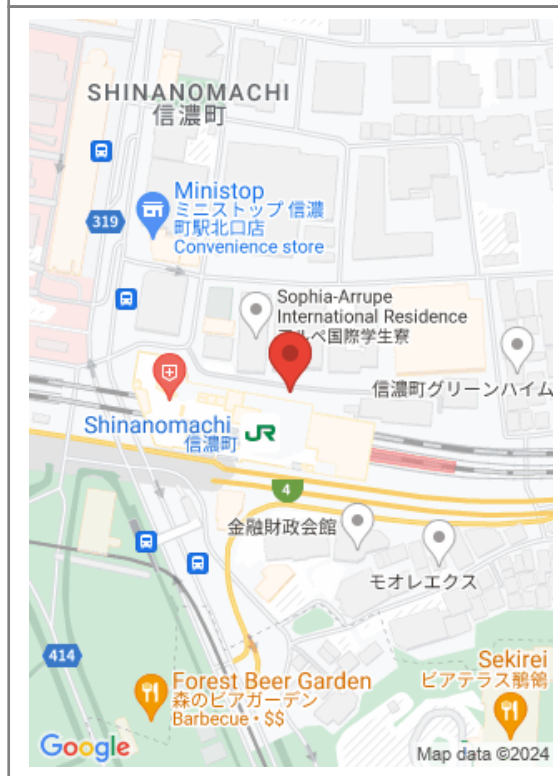 SHINANOMACHI
信濃町
Ministop
ミニストップ 信濃
町駅北口店
Convenience store
319
Sophia-Arrupe
International Residence
アルペ国際学生寮
信濃町グリーンハイム
Shinanomachi
信濃町
JR
4
金融財政会館
モオレエクス
414
Forest Beer Garden
森のビアガーデン
Barbecue · $$
Sekirei
ビアテラス鶺鴒
Google
Map data ©2024